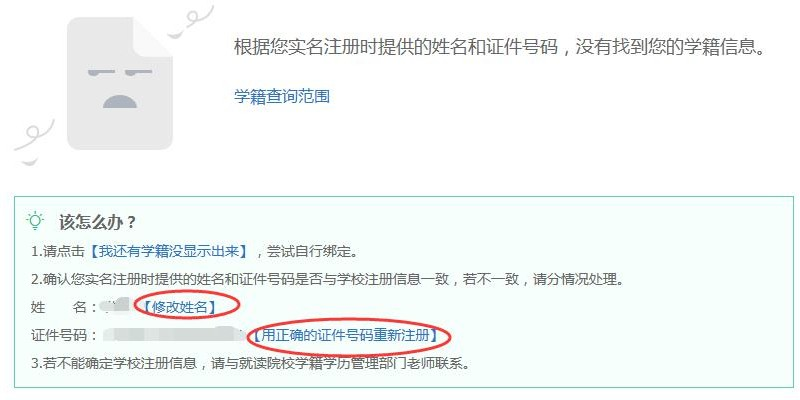 根据您实名注册时提供的姓名和证件号码，没有找到您的学籍信息。
学籍查询范围
该怎么办？
1.请点击【我还有学籍没显示出来】，尝试自行绑定。
2.确认您实名注册时提供的姓名和证件号码是否与学校注册信息一致，若不一致，请分情况处理。
姓 名：【修改姓名】
证件号码：【用正确的证件号码重新注册】
3.若不能确定学校注册信息，请与就读院校学籍学历管理部门老师联系。